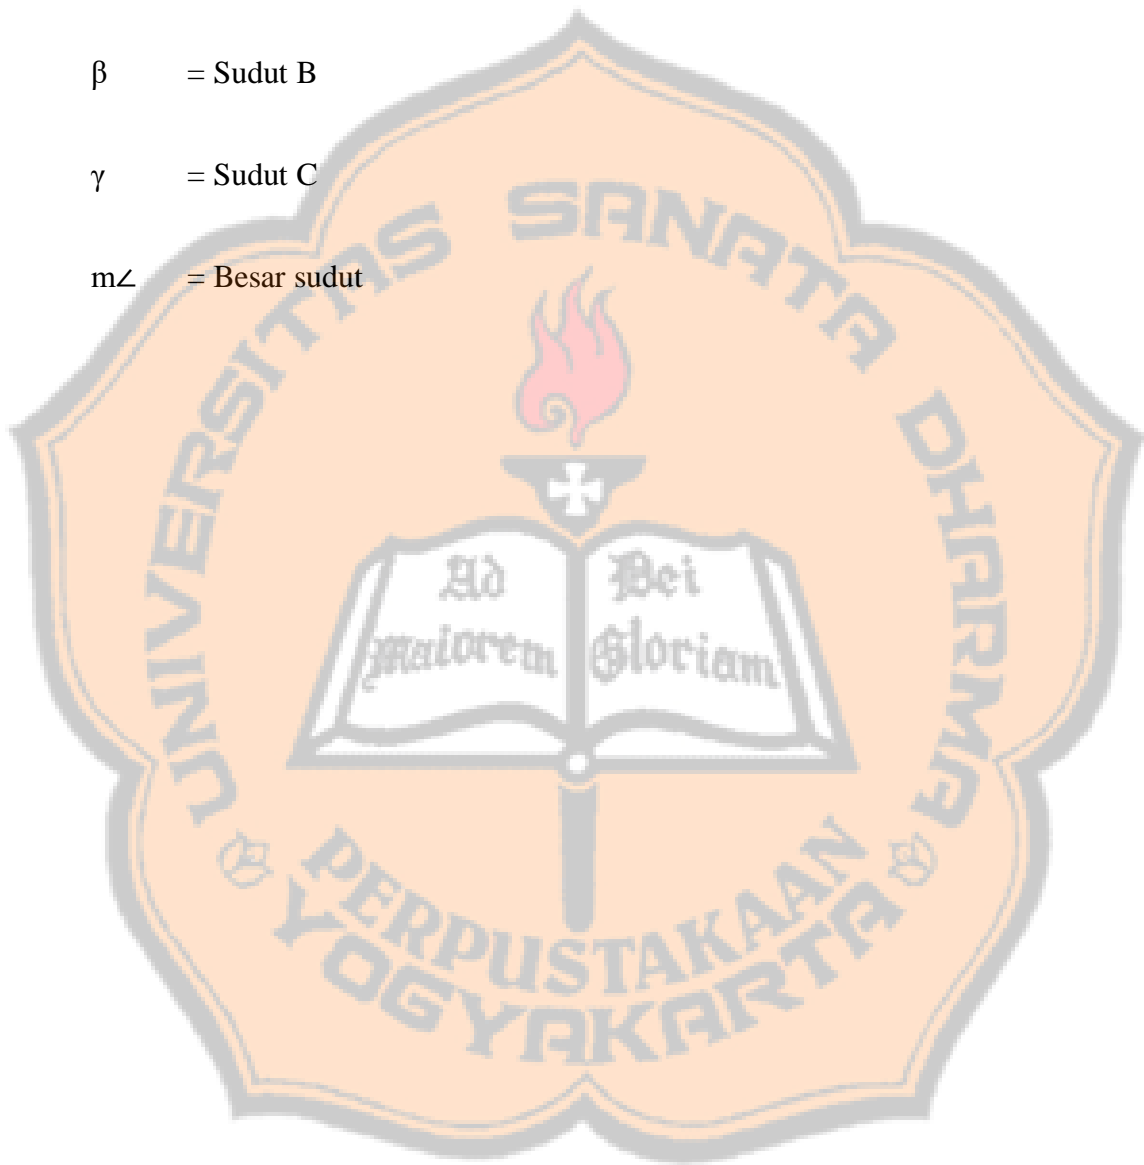 β = Sudut B
γ = Sudut C
m∠ = Besar sudut
UNIVERSITAS SANATA DHARMA
Ad Dei
Maiorem Gloriam
PERPUSTAKAAN
YOGYAKARTA